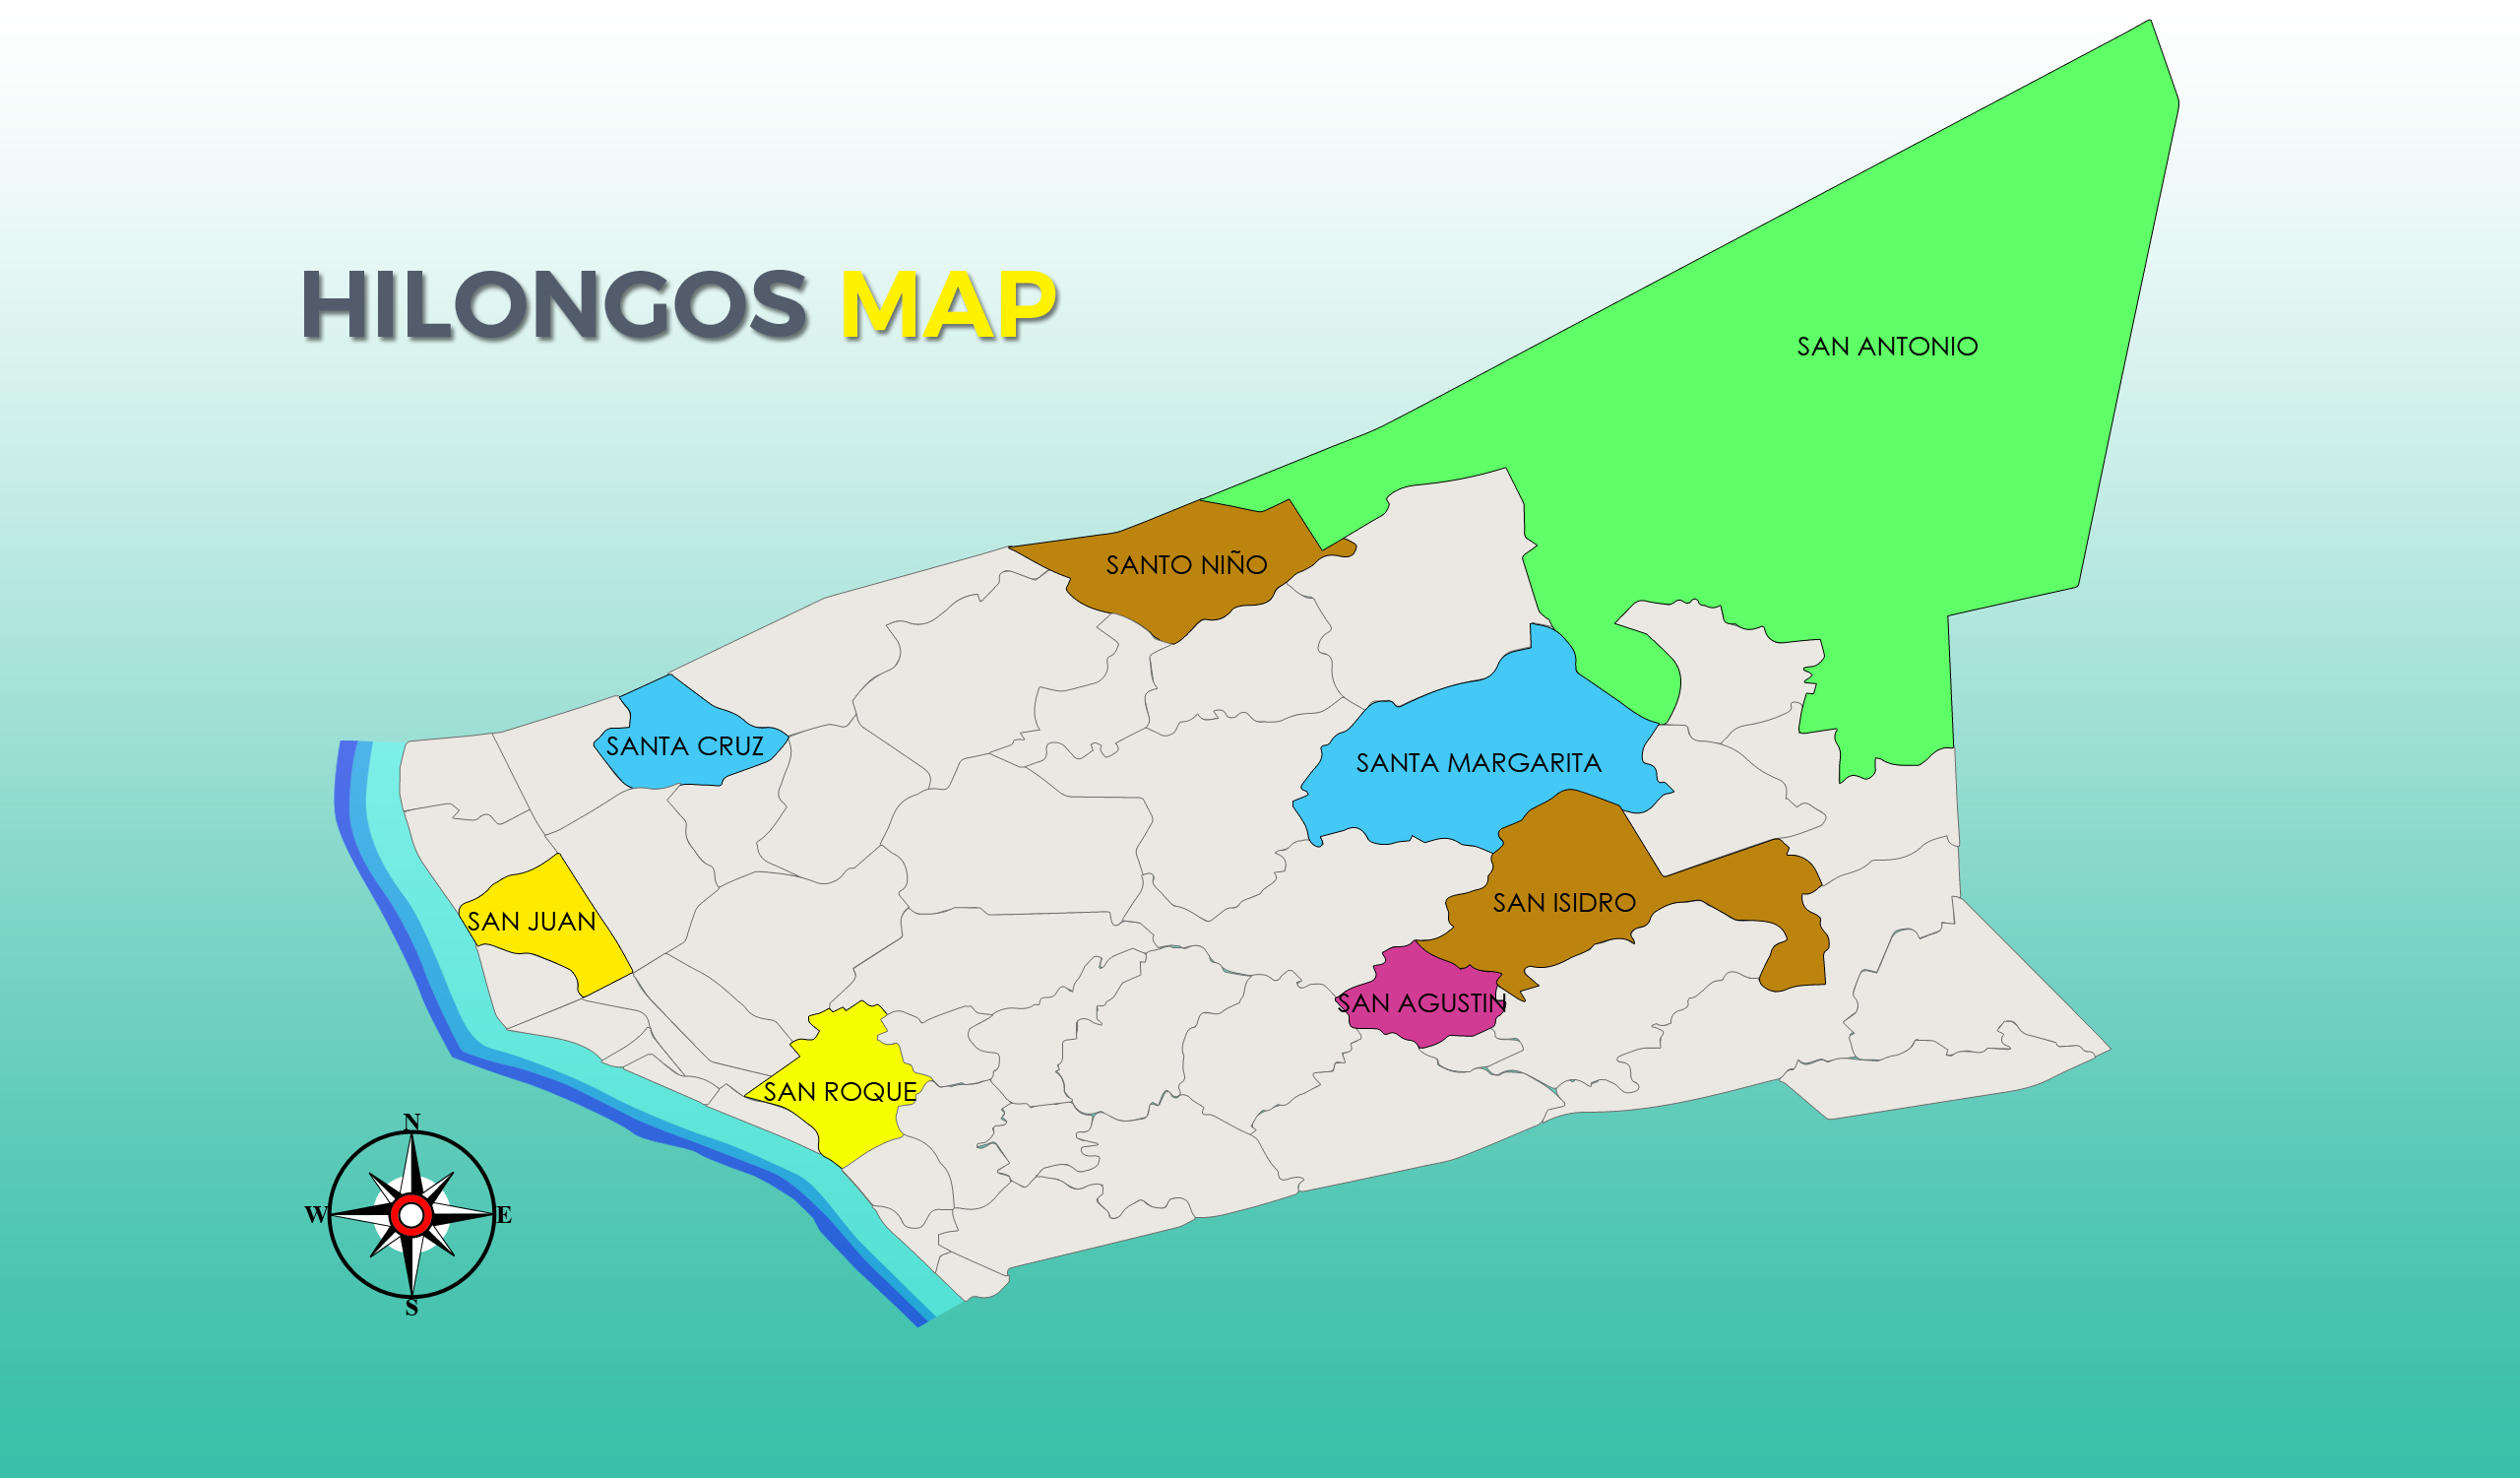 HILONGOS MAP
SAN ANTONIO
SANTO NIÑO
SANTA CRUZ
SANTA MARGARITA
SAN ISIDRO
SAN JUAN
SAN AGUSTIN
SAN ROQUE
N
W E
S